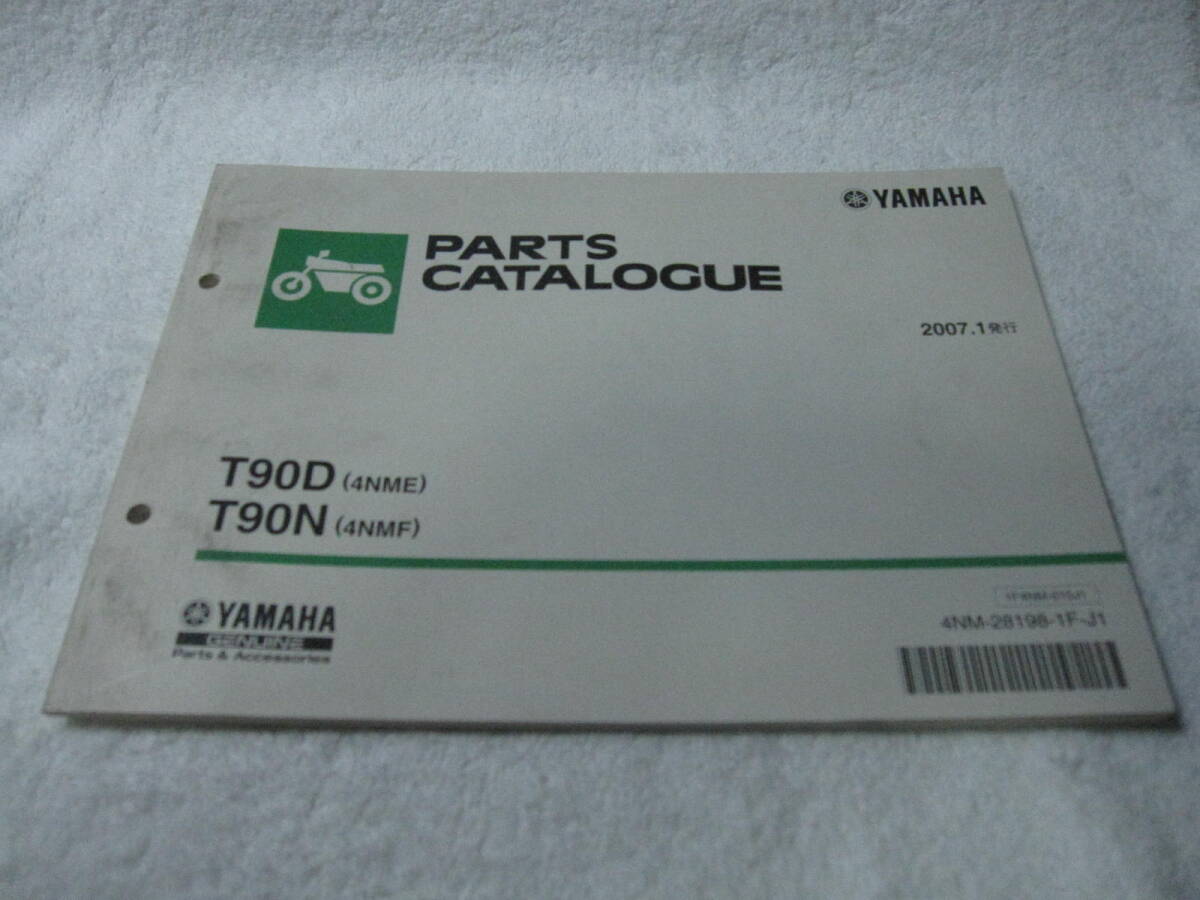 YAMAHA
PARTS
CATALOGUE
2007.1発行
T90D (4NME)
T90N (4NMF)
YAMAHA
GENUINE
Parts & Accessories
4NM-28198-1F-J1